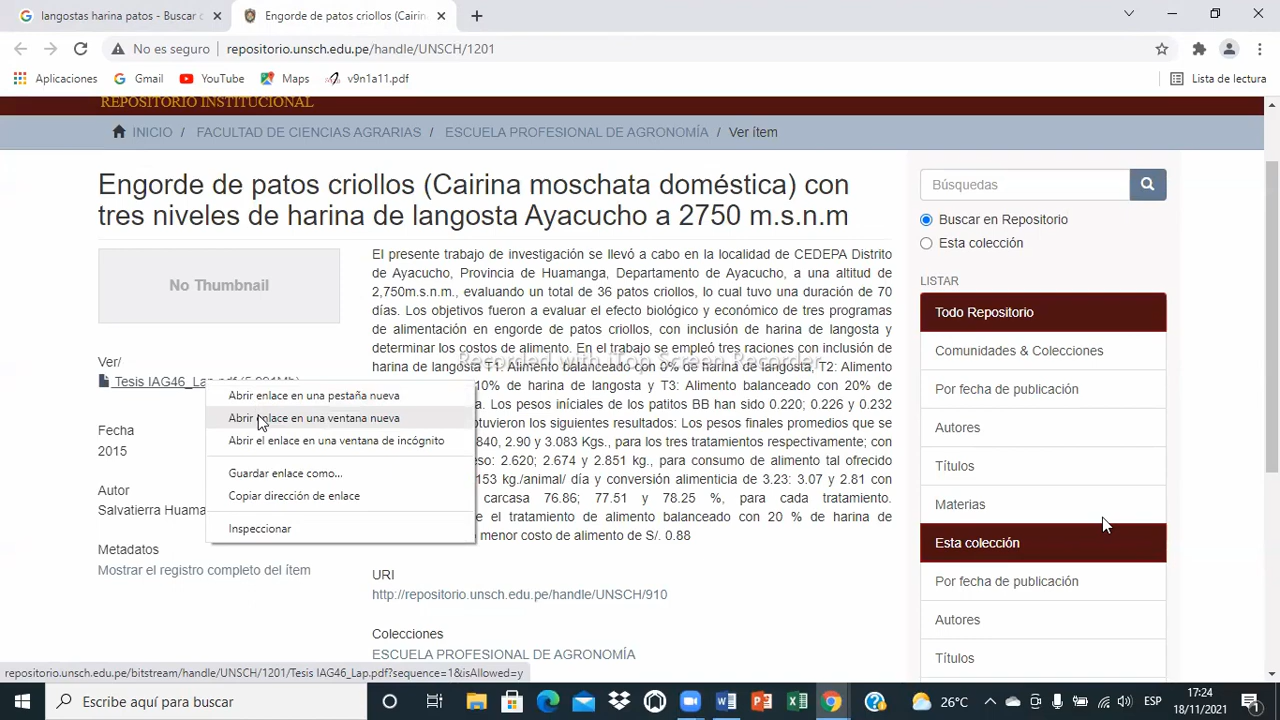 langostas harina patos - Buscar c
Engorde de patos criollos (Cairin
No es seguro
repositorio.unsch.edu.pe/handle/UNSCH/1201
Aplicaciones
Gmail
YouTube
Maps
v9n1a11.pdf
Lista de lectura
REPOSITORIO INSTITUCIONAL
INICIO / FACULTAD DE CIENCIAS AGRARIAS / ESCUELA PROFESIONAL DE AGRONOMÍA / Ver ítem
Engorde de patos criollos (Cairina moschata doméstica) con
tres niveles de harina de langosta Ayacucho a 2750 m.s.n.m
No Thumbnail
Ver/
Tesis IAG46_Lap.pdf (5.094Mb)
Fecha
2015
Autor
Salvatierra Huama
Metadatos
Mostrar el registro completo del ítem
Abrir enlace en una pestaña nueva
Abrir enlace en una ventana nueva
Abrir el enlace en una ventana de incógnito
Guardar enlace como...
Copiar dirección de enlace
Inspeccionar
El presente trabajo de investigación se llevó a cabo en la localidad de CEDEPA Distrito
de Ayacucho, Provincia de Huamanga, Departamento de Ayacucho, a una altitud de
2,750m.s.n.m., evaluando un total de 36 patos criollos, lo cual tuvo una duración de 70
días. Los objetivos fueron a evaluar el efecto biológico y económico de tres programas
de alimentación en engorde de patos criollos, con inclusión de harina de langosta y
determinar los costos de alimento. En el trabajo se empleó tres raciones con inclusión de
harina de langosta T1: Alimento balanceado con 0% de harina de langosta, T2: Alimento
10% de harina de langosta y T3: Alimento balanceado con 20% de
. Los pesos iníciales de los patitos BB han sido 0.220; 0.226 y 0.232
tuvieron los siguientes resultados: Los pesos finales promedios que se
840, 2.90 y 3.083 Kgs., para los tres tratamientos respectivamente; con
eso: 2.620; 2.674 y 2.851 kg., para consumo de alimento tal ofrecido
153 kg./animal/ día y conversión alimenticia de 3.23: 3.07 y 2.81 con
carcasa 76.86; 77.51 y 78.25 %, para cada tratamiento.
e el tratamiento de alimento balanceado con 20 % de harina de
menor costo de alimento de S/. 0.88
Recorded with iTop Screen Recorder
URI
http://repositorio.unsch.edu.pe/handle/UNSCH/910
Colecciones
ESCUELA PROFESIONAL DE AGRONOMÍA
Búsquedas
Buscar en Repositorio
Esta colección
LISTAR
Todo Repositorio
Comunidades & Colecciones
Por fecha de publicación
Autores
Títulos
Materias
Esta colección
Por fecha de publicación
Autores
Títulos
repositorio.unsch.edu.pe/bitstream/handle/UNSCH/1201/Tesis IAG46_Lap.pdf?sequence=1&isAllowed=y
Escribe aquí para buscar
26°C
ESP
17:24
18/11/2021
1